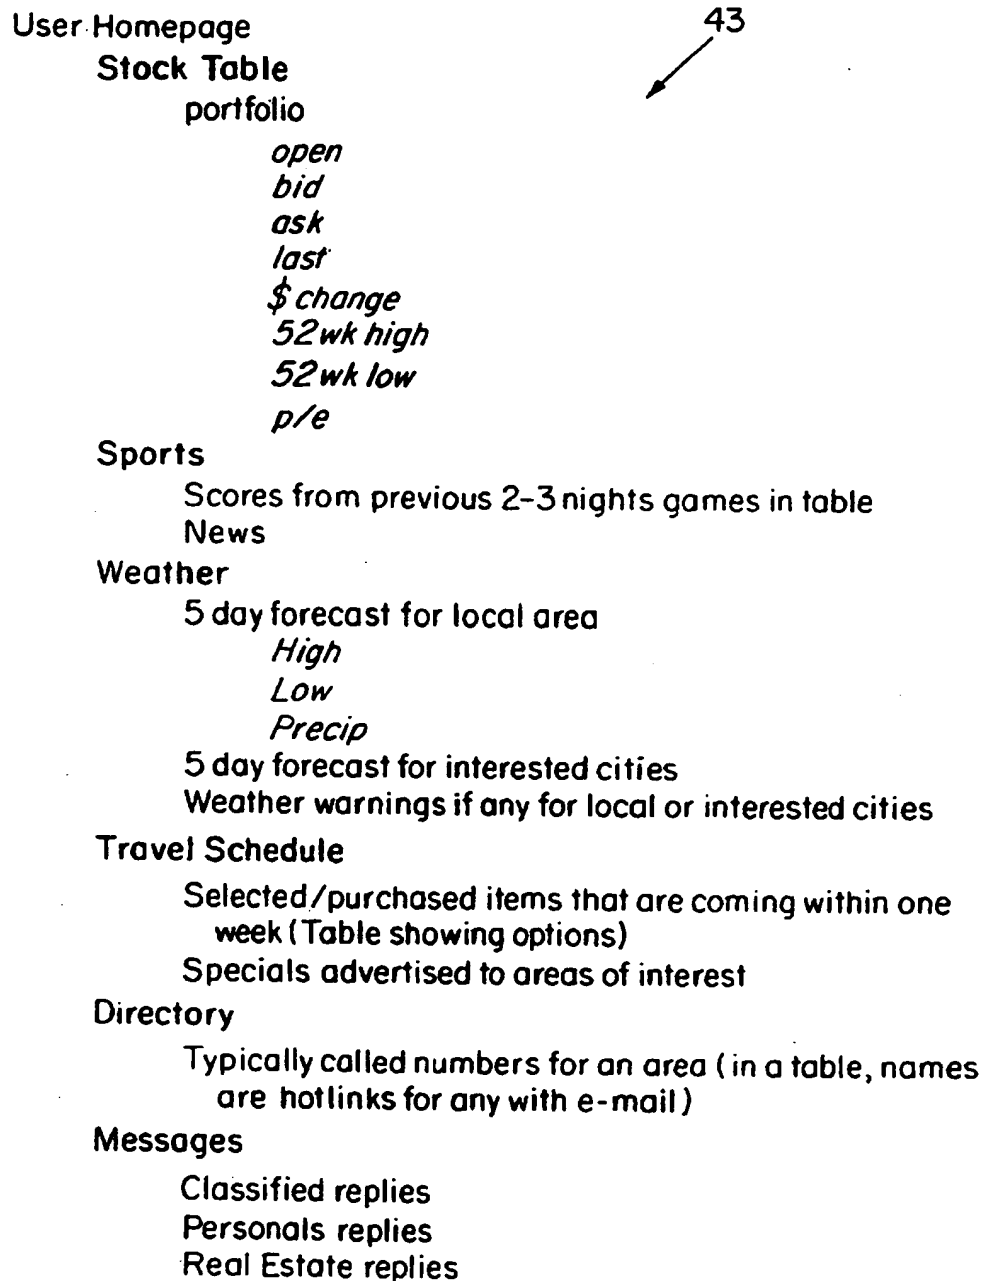 User Homepage
43
Stock Table
portfolio
open
bid
ask
last
$ change
52wk high
52wk low
p/e
Sports
Scores from previous 2-3 nights games in table
News
Weather
5 day forecast for local area
High
Low
Precip
5 day forecast for interested cities
Weather warnings if any for local or interested cities
Travel Schedule
Selected/purchased items that are coming within one
week (Table showing options)
Specials advertised to areas of interest
Directory
Typically called numbers for an area (in a table, names
are hotlinks for any with e-mail)
Messages
Classified replies
Personals replies
Real Estate replies